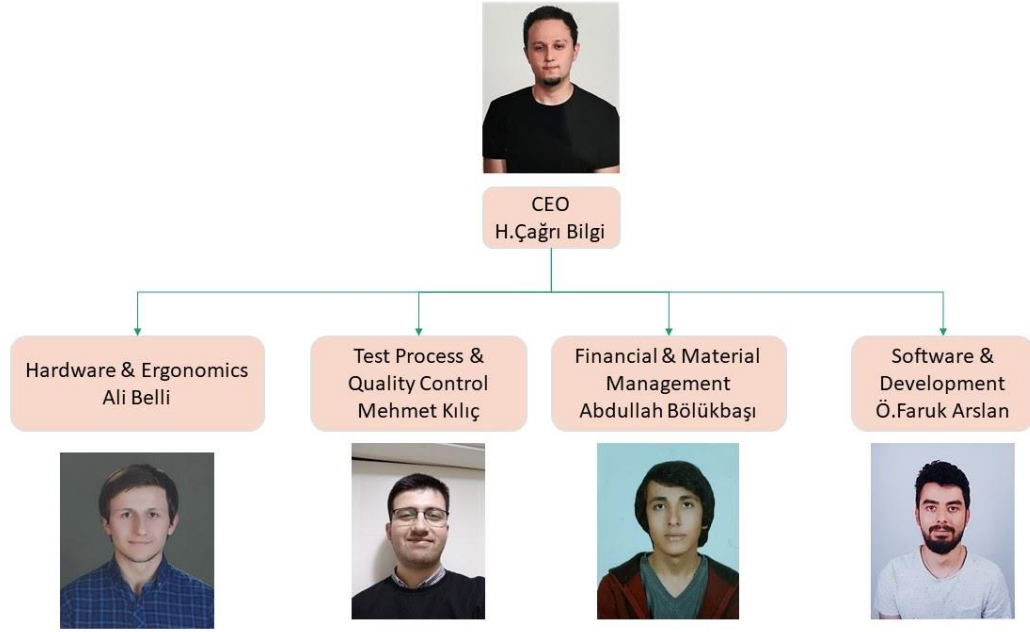 CEO
H.Çağrı Bilgi
Hardware & Ergonomics
Ali Belli
Test Process &
Quality Control
Mehmet Kılıç
Financial & Material
Management
Abdullah Bölükbaşı
Software &
Development
Ö.Faruk Arslan